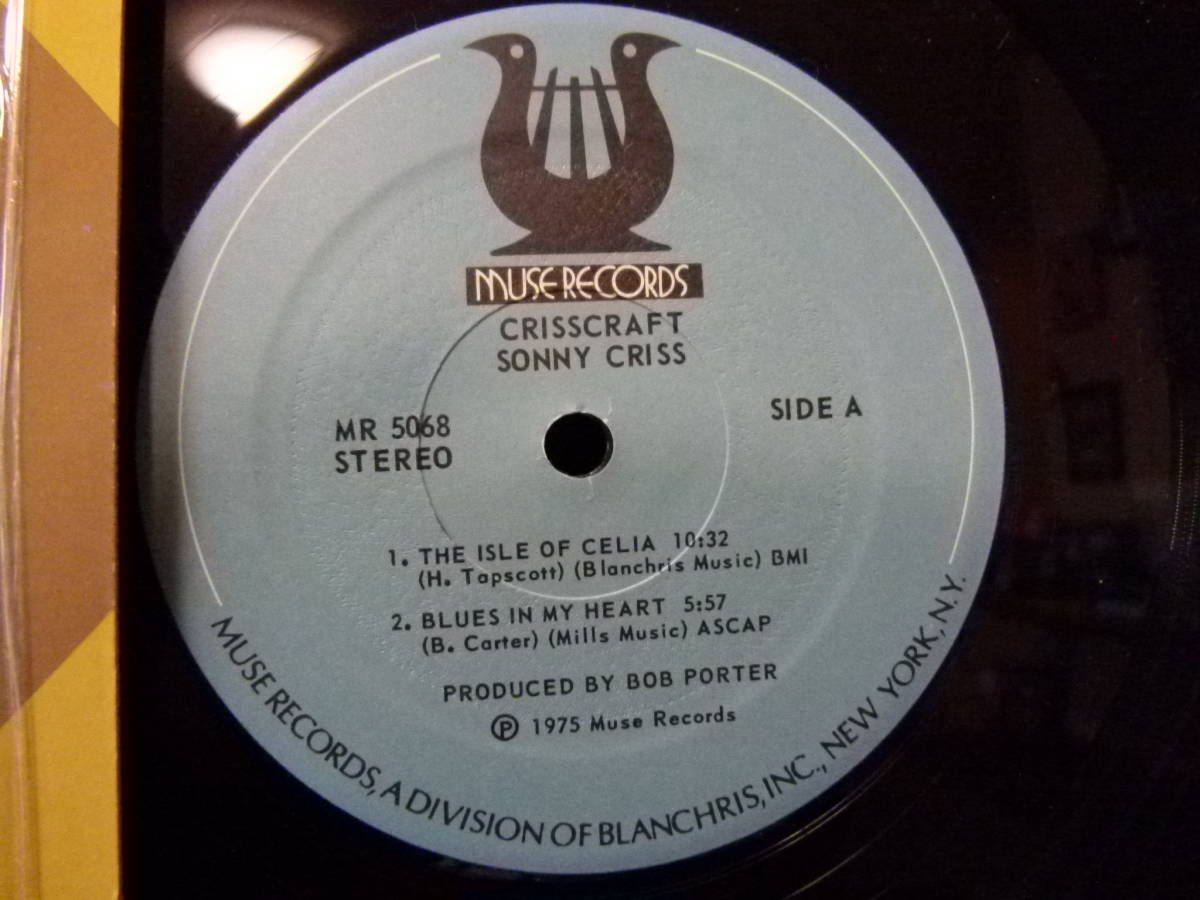 MUSE RECORDS
CRISSCRAFT
SONNY CRISS
MR 5068
STEREO
SIDE A
1. THE ISLE OF CELIA 10:32
(H. Tapscott) (Blanchris Music) BMI
2. BLUES IN MY HEART 5:57
(B. Carter) (Mills Music) ASCAP
PRODUCED BY BOB PORTER
Ⓟ 1975 Muse Records
MUSE RECORDS, A DIVISION OF BLANCHRIS, INC., NEW YORK, N.Y.